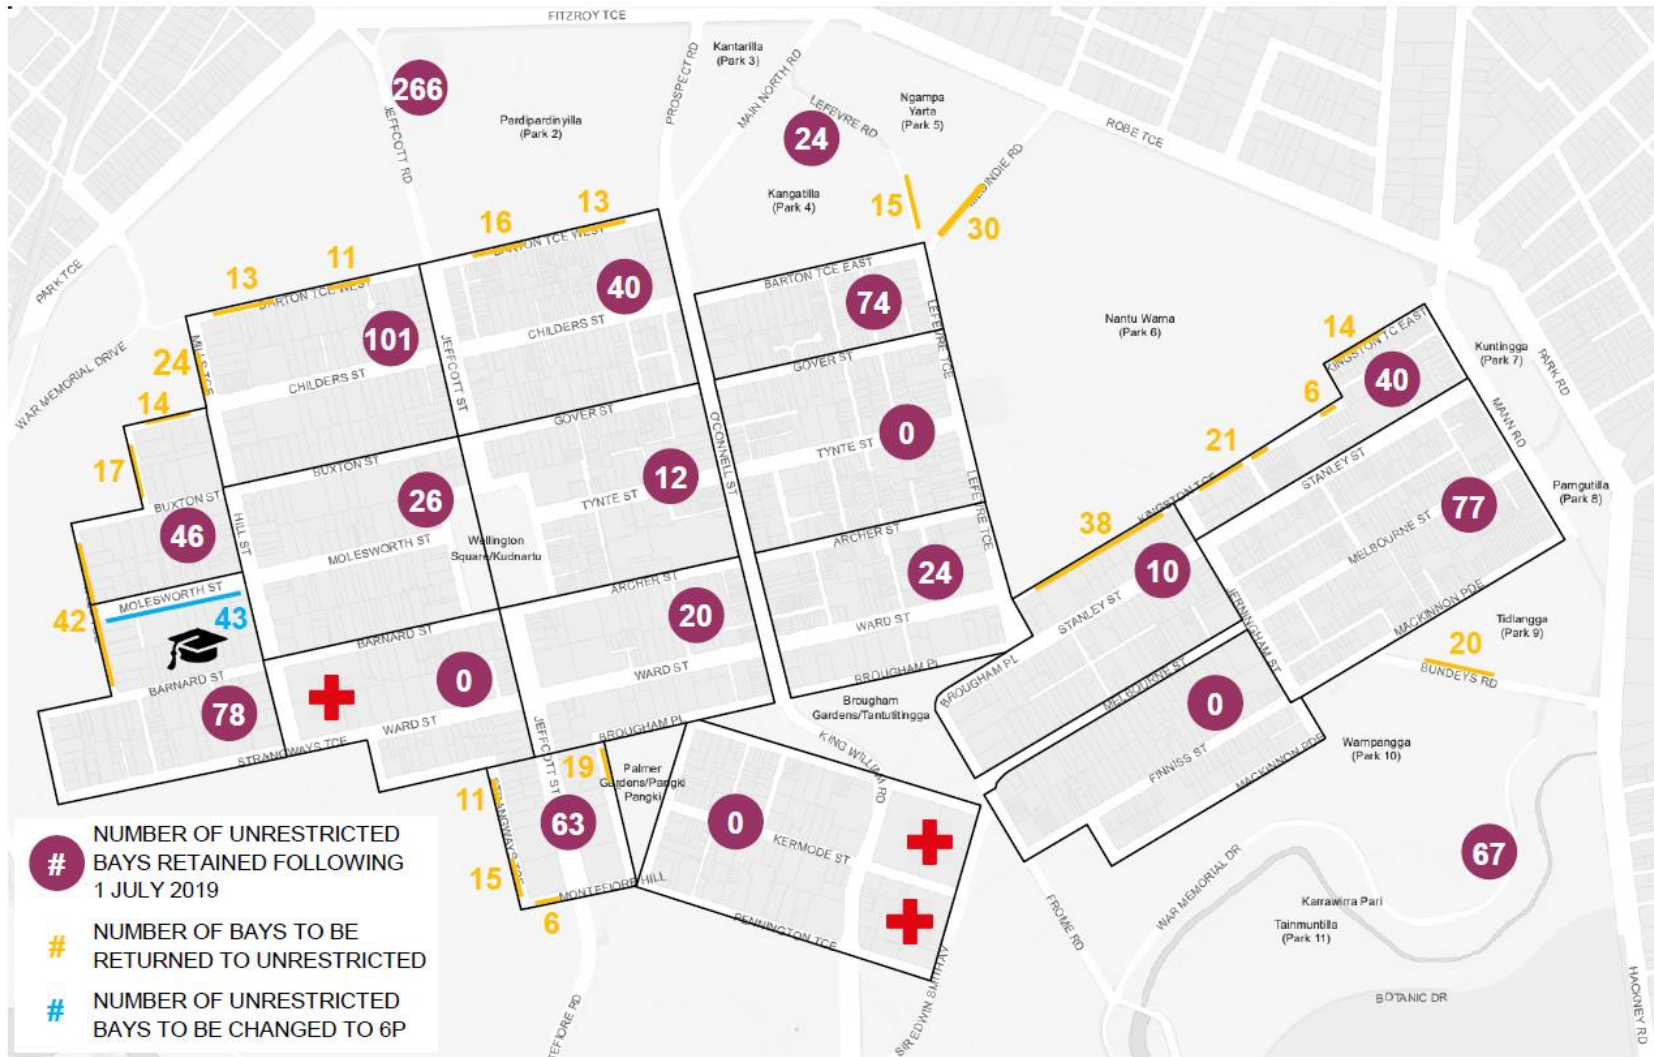 FITZROY TCE
Kantarilla
(Park 3)
PROSPECT RD
MAIN NORTH RD
266
JEFFCOTT RD
Pardipardinyilla
(Park 2)
LEFEVRE RD
24
Ngampa
Yarta
(Park 5)
ROBE TCE
Kangatilla
(Park 4)
15
30
PARK TCE
13
11
16
13
BARTON TCE WEST
BARTON TCE WEST
BARTON TCE EAST
40
74
101
CHILDERS ST
CHILDERS ST
JEFFCOTT ST
LEFEVRE TCE
GOVER ST
Nantu Wama
(Park 6)
14
KINGSTON TC EAST
Kuntingga
(Park 7)
PARK RD
40
6
WAR MEMORIAL DRIVE
24
14
17
BUXTON ST
BUXTON ST
GOVER ST
O'CONNELL ST
TYNTE ST
0
21
STANLEY ST
MANN RD
46
HILL ST
26
MOLESWORTH ST
Wellington
Square/Kudnartu
12
TYNTE ST
LEFEVRE TCE
KINGSTON TCE
77
MELBOURNE ST
Pamgutilla
(Park 8)
38
ARCHER ST
ARCHER ST
24
10
MOLESWORTH ST
43
42
BARNARD ST
20
WARD ST
STANLEY ST
JERNINGHAM ST
MACKINNON PDE
Tidlangga
(Park 9)
20
BUNDEYS RD
BARNARD ST
78
0
WARD ST
WARD ST
BROUGHAM PL
BROUGHAM PL
MELBOURNE ST
0
STRANGWAYS TCE
JEFFCOTT ST
BROUGHAM PL
Brougham
Gardens/Tantutitingga
KING WILLIAM RD
FINNISS ST
MACKINNON PDE
Wampangga
(Park 10)
19
Palmer
Gardens/Pangki
Pangki
11
STRANGWAYS TCE
63
0
KERMODE ST
15
6
MONTEFIORE HILL
PENNINGTON TCE
FROME RD
WAR MEMORIAL DR
67
Karrawirra Pari
Tainmuntilla
(Park 11)
SIR EDWIN SMITH AV
BOTANIC DR
HACKNEY RD
#
NUMBER OF UNRESTRICTED
BAYS RETAINED FOLLOWING
1 JULY 2019
#
NUMBER OF BAYS TO BE
RETURNED TO UNRESTRICTED
#
NUMBER OF UNRESTRICTED
BAYS TO BE CHANGED TO 6P